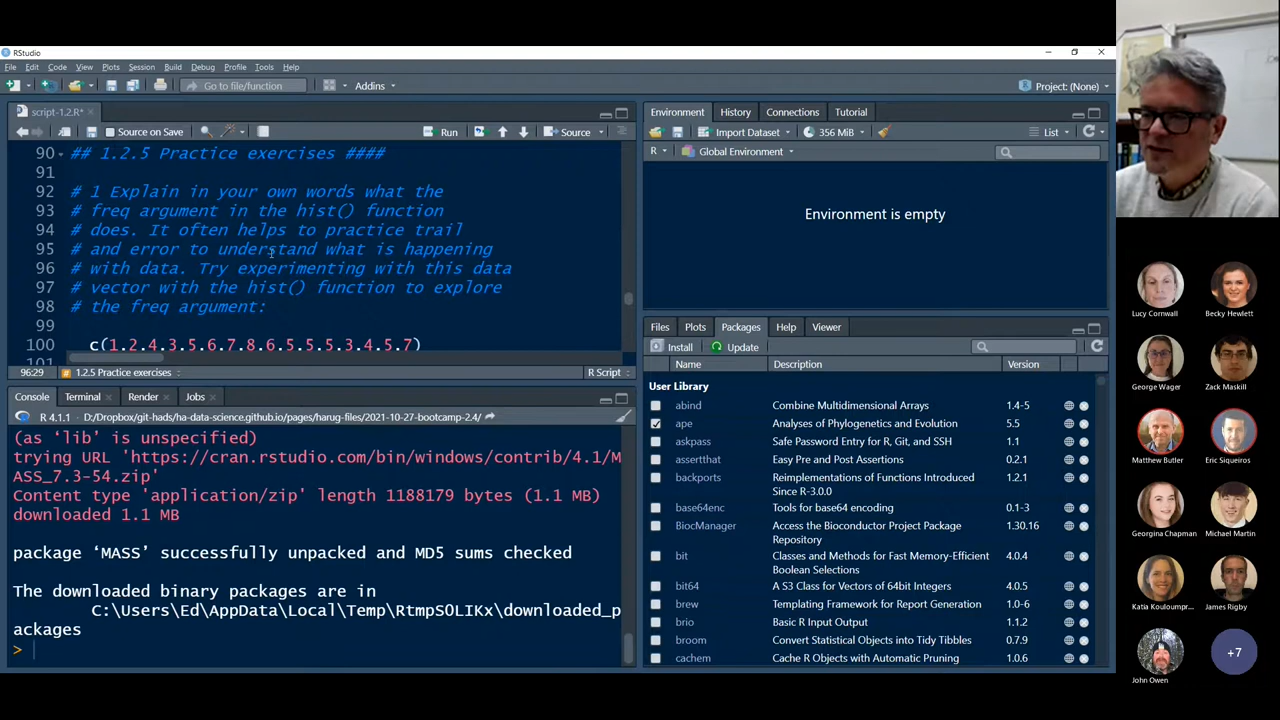 RStudio
File Edit Code View Plots Session Build Debug Profile Tools Help
Go to file/function Addins Project: (None)
script-1.2.R*
Source on Save Run Source
90 ## 1.2.5 Practice exercises ####
91
92 # 1 Explain in your own words what the
93 # freq argument in the hist() function
94 # does. It often helps to practice trail
95 # and error to understand what is happening
96 # with data. Try experimenting with this data
97 # vector with the hist() function to explore
98 # the freq argument:
99
100 c(1,2,4,3,5,6,7,8,6,5,5,5,3,4,5,7)
101
96:29 1.2.5 Practice exercises R Script
Console Terminal Render Jobs
R 4.1.1 · D:/Dropbox/git-hads/ha-data-science.github.io/pages/harug-files/2021-10-27-bootcamp-2.4/
(as ‘lib’ is unspecified)
trying URL 'https://cran.rstudio.com/bin/windows/contrib/4.1/M
ASS_7.3-54.zip'
Content type 'application/zip' length 1188179 bytes (1.1 MB)
downloaded 1.1 MB
package ‘MASS’ successfully unpacked and MD5 sums checked
The downloaded binary packages are in
C:\Users\Ed\AppData\Local\Temp\RtmpSOLIKx\downloaded_p
ackages
>
Environment History Connections Tutorial
Import Dataset 356 MiB List
R Global Environment
Environment is empty
Files Plots Packages Help Viewer
Install Update
Name Description Version
User Library
abind Combine Multidimensional Arrays 1.4-5
ape Analyses of Phylogenetics and Evolution 5.5
askpass Safe Password Entry for R, Git, and SSH 1.1
assertthat Easy Pre and Post Assertions 0.2.1
backports Reimplementations of Functions Introduced 1.2.1
Since R-3.0.0
base64enc Tools for base64 encoding 0.1-3
BiocManager Access the Bioconductor Project Package 1.30.16
Repository
bit Classes and Methods for Fast Memory-Efficient 4.0.4
Boolean Selections
bit64 A S3 Class for Vectors of 64bit Integers 4.0.5
brew Templating Framework for Report Generation 1.0-6
brio Basic R Input Output 1.1.2
broom Convert Statistical Objects into Tidy Tibbles 0.7.9
cachem Cache R Objects with Automatic Pruning 1.0.6
Lucy Cornwall Becky Hewlett
George Wager Zack Maskill
Matthew Butler Eric Siqueiros
Georgina Chapman Michael Martin
Katia Kouloumpr... James Rigby
John Owen +7